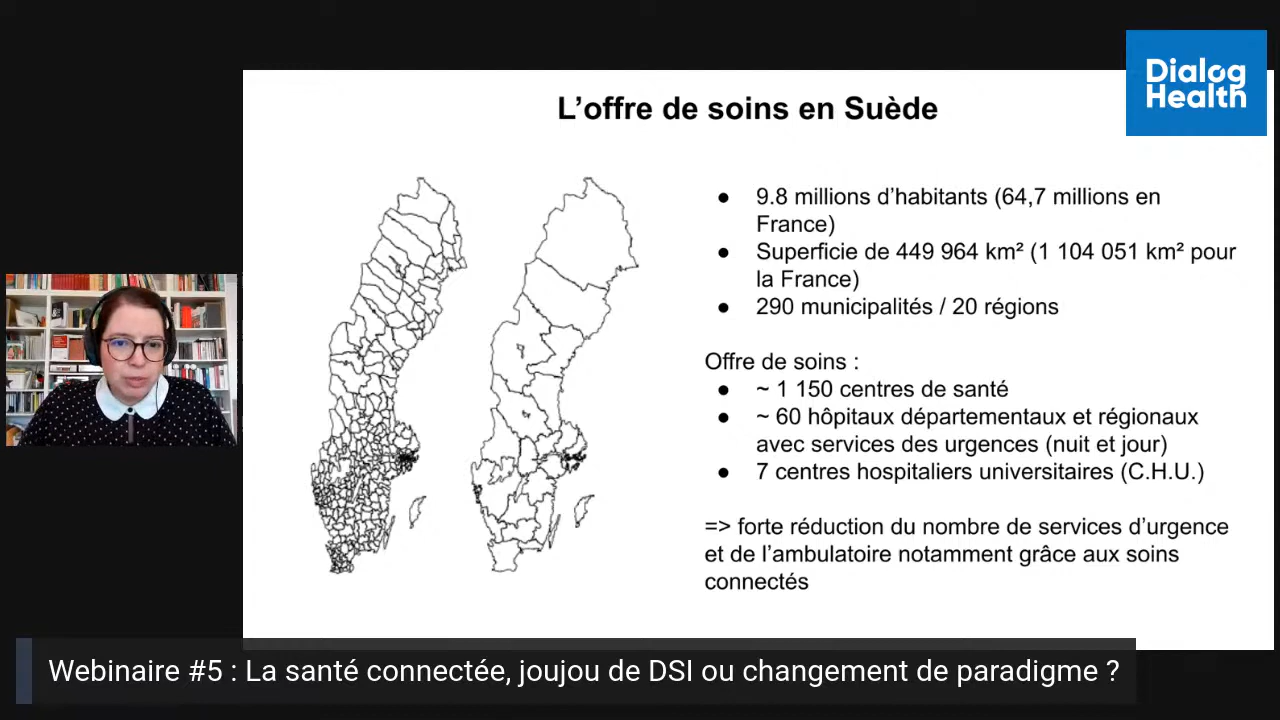 Dialog
Health
L’offre de soins en Suède
● 9.8 millions d’habitants (64,7 millions en
France)
● Superficie de 449 964 km² (1 104 051 km² pour
la France)
● 290 municipalités / 20 régions
Offre de soins :
● ~ 1 150 centres de santé
● ~ 60 hôpitaux départementaux et régionaux
avec services des urgences (nuit et jour)
● 7 centres hospitaliers universitaires (C.H.U.)
=> forte réduction du nombre de services d’urgence
et de l’ambulatoire notamment grâce aux soins
connectés
Webinaire #5 : La santé connectée, joujou de DSI ou changement de paradigme ?